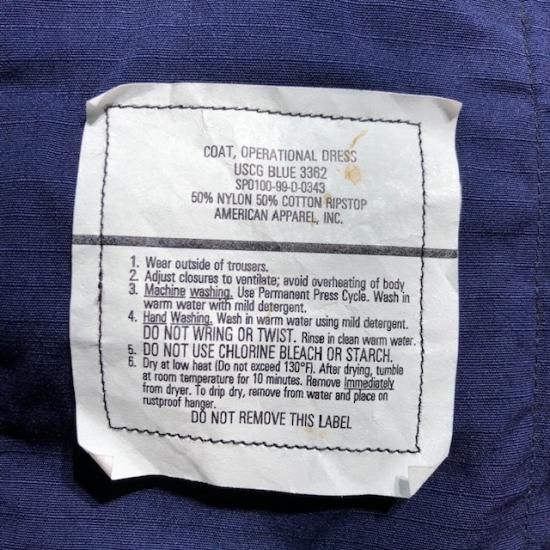 COAT, OPERATIONAL DRESS
USCG BLUE 3362
SPO100-99-D-0343
50% NYLON 50% COTTON RIPSTOP
AMERICAN APPAREL, INC.
1. Wear outside of trousers.
2. Adjust closures to ventilate; avoid overheating of body
3. Machine washing. Use Permanent Press Cycle. Wash in
warm water with mild detergent.
4. Hand Washing. Wash in warm water using mild detergent.
DO NOT WRING OR TWIST. Rinse in clean warm water.
5. DO NOT USE CHLORINE BLEACH OR STARCH.
6. Dry at low heat (Do not exceed 130°F). After drying, tumble
at room temperature for 10 minutes. Remove Immediately
from dryer. To drip dry, remove from water and place on
rustproof hanger.
DO NOT REMOVE THIS LABEL